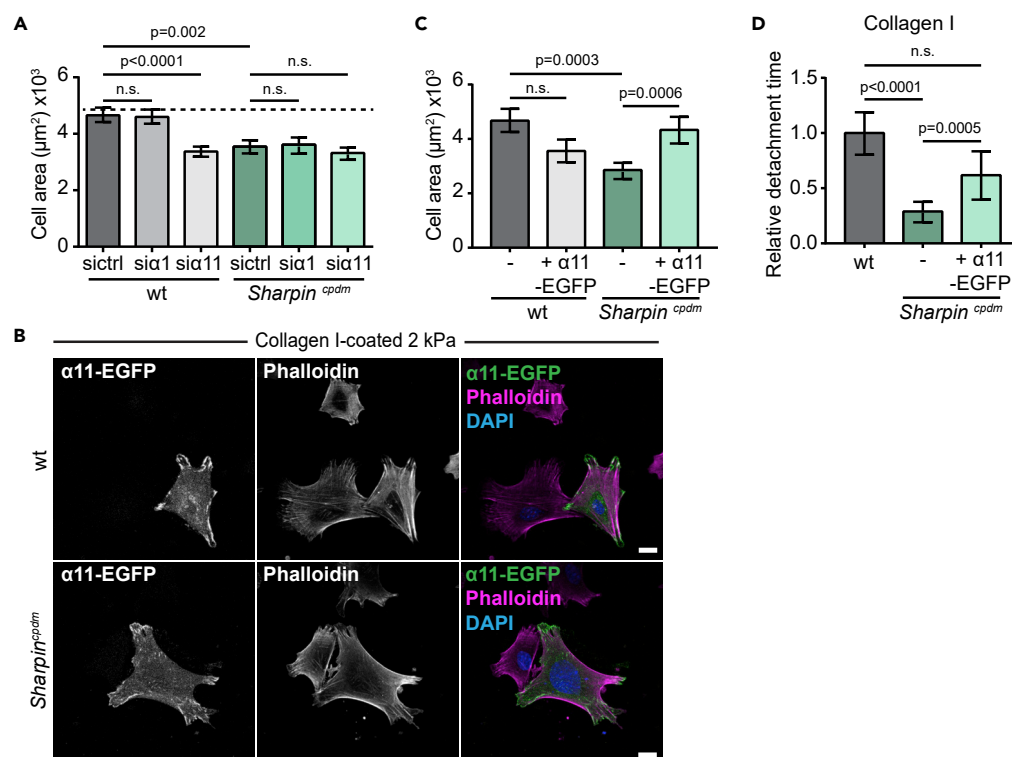 A
p=0.002
p<0.0001
n.s.
n.s.
n.s.
Cell area (µm²) x10³
6
4
2
0
sictrl siα1 siα11 sictrl siα1 siα11
wt Sharpin cpdm
C
p=0.0003
n.s.
p=0.0006
Cell area (µm²) x10³
6
4
2
0
- + α11 - + α11
-EGFP -EGFP
wt Sharpin cpdm
D
Collagen I
n.s.
p<0.0001
p=0.0005
Relative detachment time
1.5
1.0
0.5
0.0
wt - + α11
-EGFP
Sharpin cpdm
B
Collagen I-coated 2 kPa
wt
α11-EGFP
Phalloidin
α11-EGFP
Phalloidin
DAPI
Sharpincpdm
α11-EGFP
Phalloidin
α11-EGFP
Phalloidin
DAPI